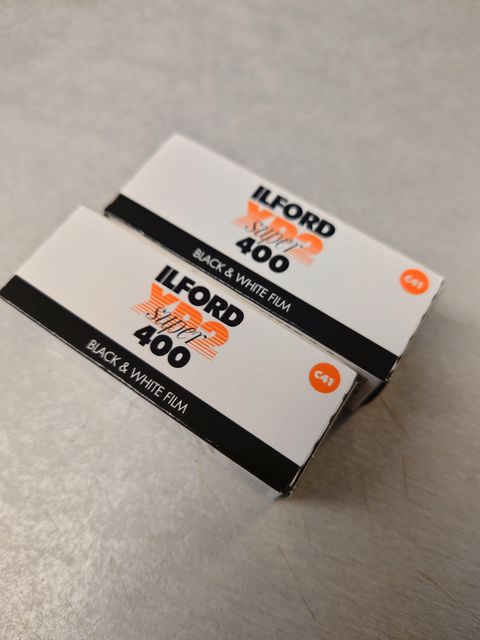 ILFORD
XP2
super
400
BLACK & WHITE FILM
C41
ILFORD
XP2
super
400
BLACK & WHITE FILM
C41